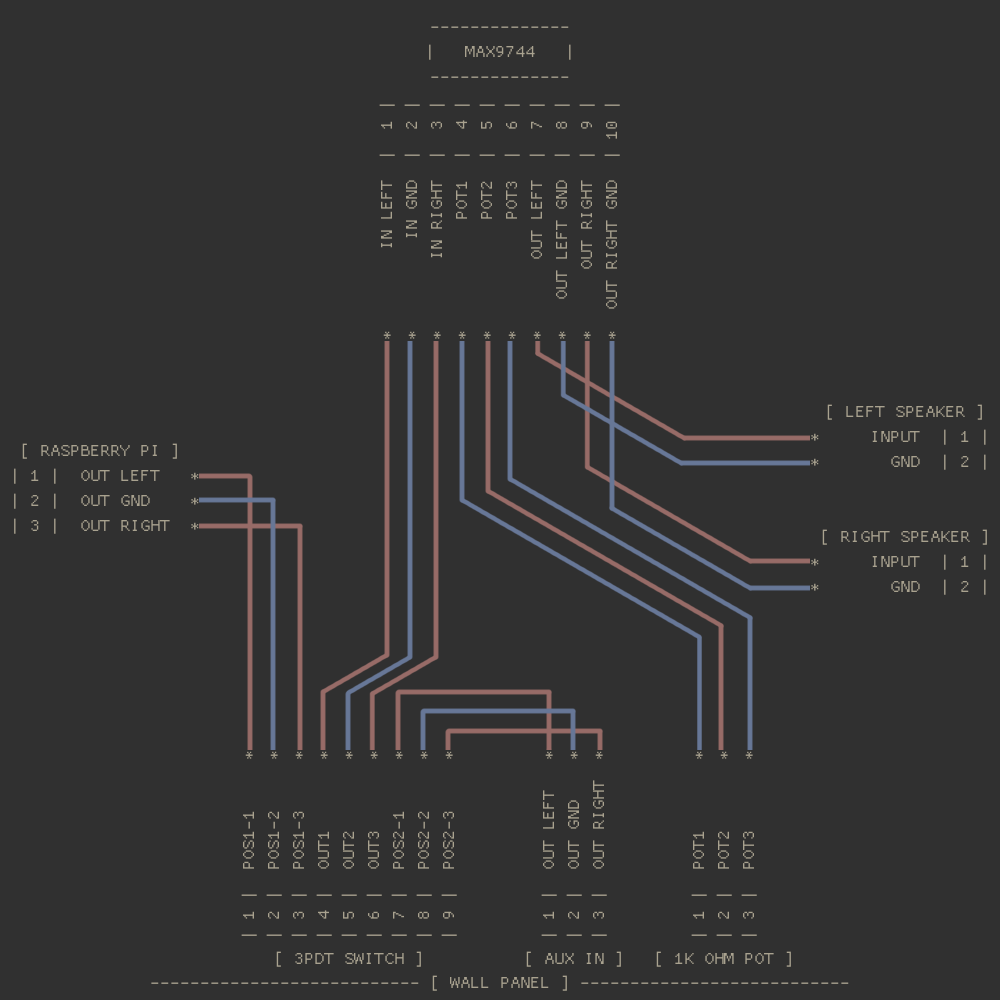 MAX9744
1 2 3 4 5 6 7 8 9 10
IN LEFT
IN GND
IN RIGHT
POT1
POT2
POT3
OUT LEFT
OUT LEFT GND
OUT RIGHT
OUT RIGHT GND
[ LEFT SPEAKER ]
INPUT | 1 |
GND | 2 |
[ RASPBERRY PI ]
| 1 | OUT LEFT
| 2 | OUT GND
| 3 | OUT RIGHT
[ RIGHT SPEAKER ]
INPUT | 1 |
GND | 2 |
POS1-1
POS1-2
POS1-3
OUT1
OUT2
OUT3
POS2-1
POS2-2
POS2-3
1 2 3 4 5 6 7 8 9
[ 3PDT SWITCH ]
OUT LEFT
OUT GND
OUT RIGHT
1 2 3
[ AUX IN ]
POT1
POT2
POT3
1 2 3
[ 1K OHM POT ]
[ WALL PANEL ]